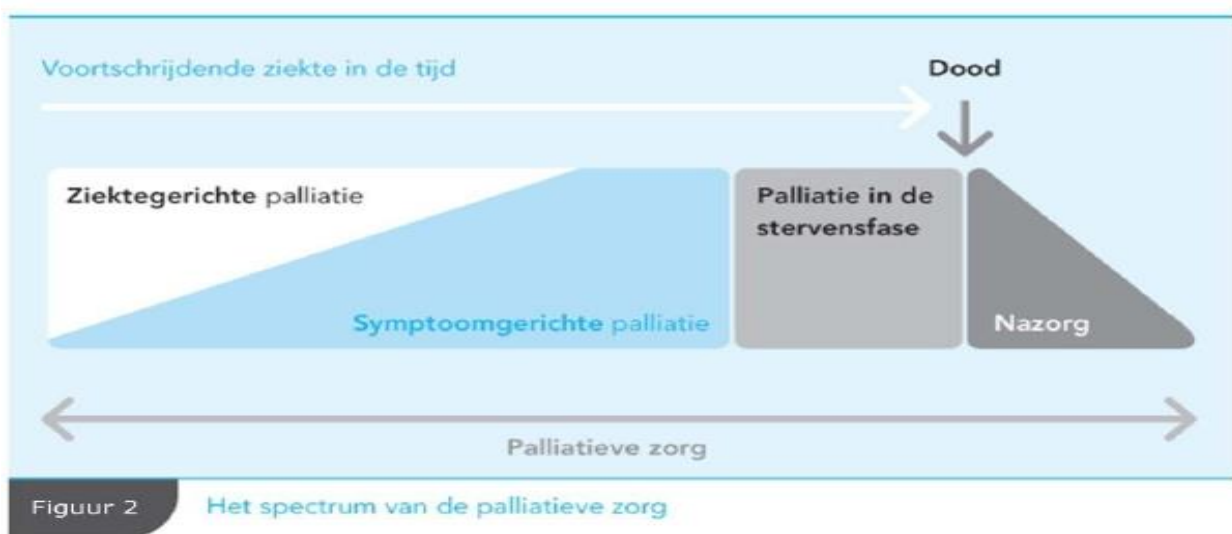 Voortschrijdende ziekte in de tijd
Dood
Ziektegerichte palliatie
Palliatie in de
stervensfase
Symptoomgerichte palliatie
Nazorg
Palliatieve zorg
Figuur 2
Het spectrum van de palliatieve zorg